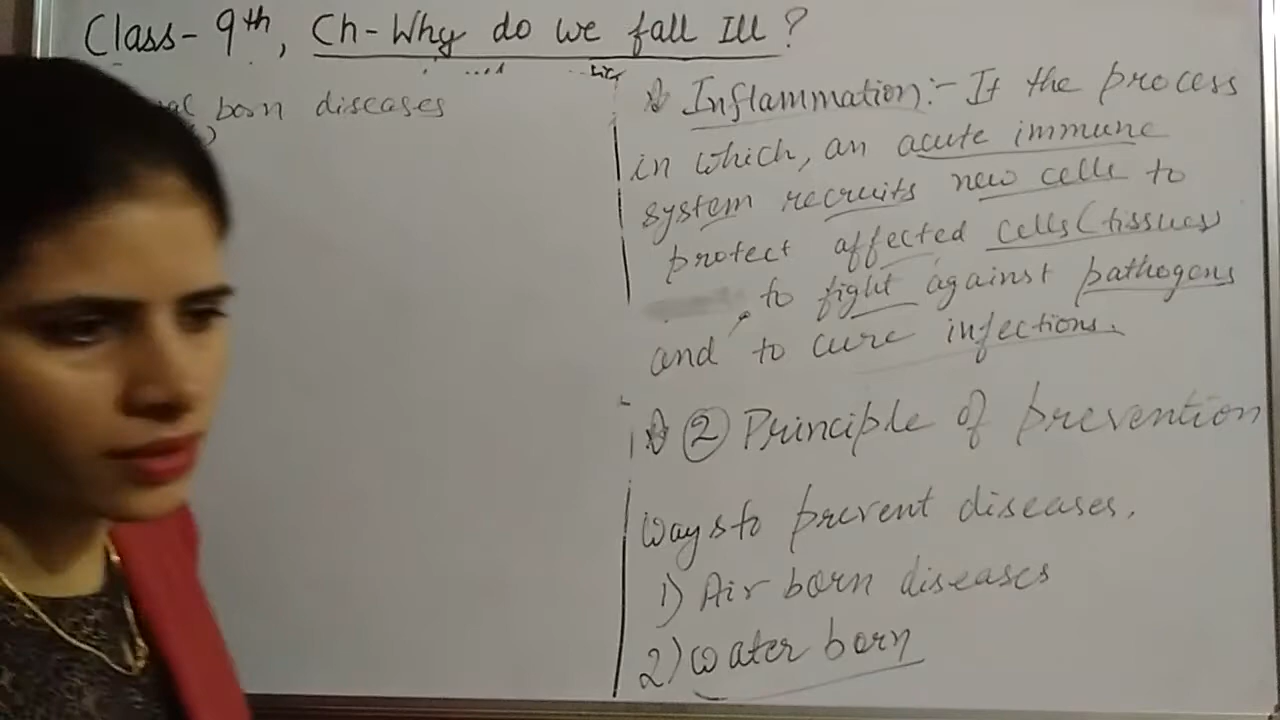 Class- 9th, Ch- Why do we fall Ill ?
born diseases
Inflammation:- It the process
in which, an acute immune
system recruits new cells to
protect affected cells (tissues
to fight against pathogens
and to cure infections.
② Principle of prevention
Ways to prevent diseases.
1) Air born diseases
2) Water born